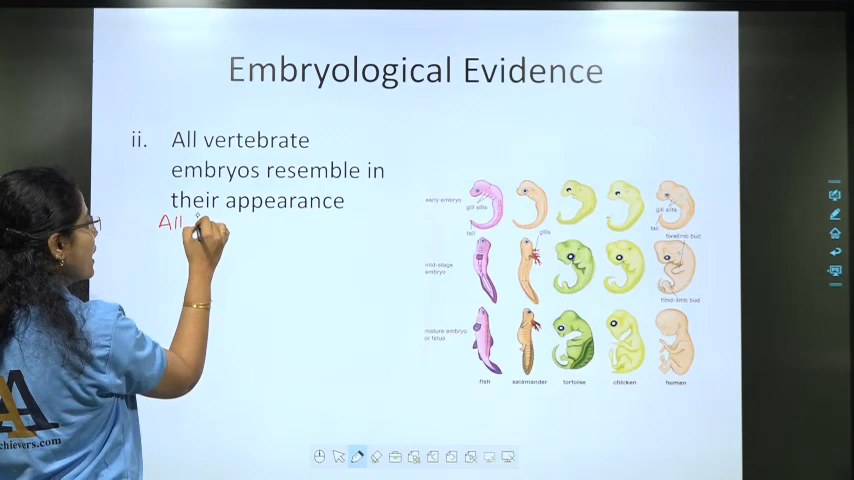 Embryological Evidence
ii. All vertebrate
embryos resemble in
their appearance
All
early embryo
gill slits
tail
gill slits
tail
gills
forelimb bud
mid-stage
embryo
hind-limb bud
mature embryo
or fetus
fish salamander tortoise chicken human
chievers.com